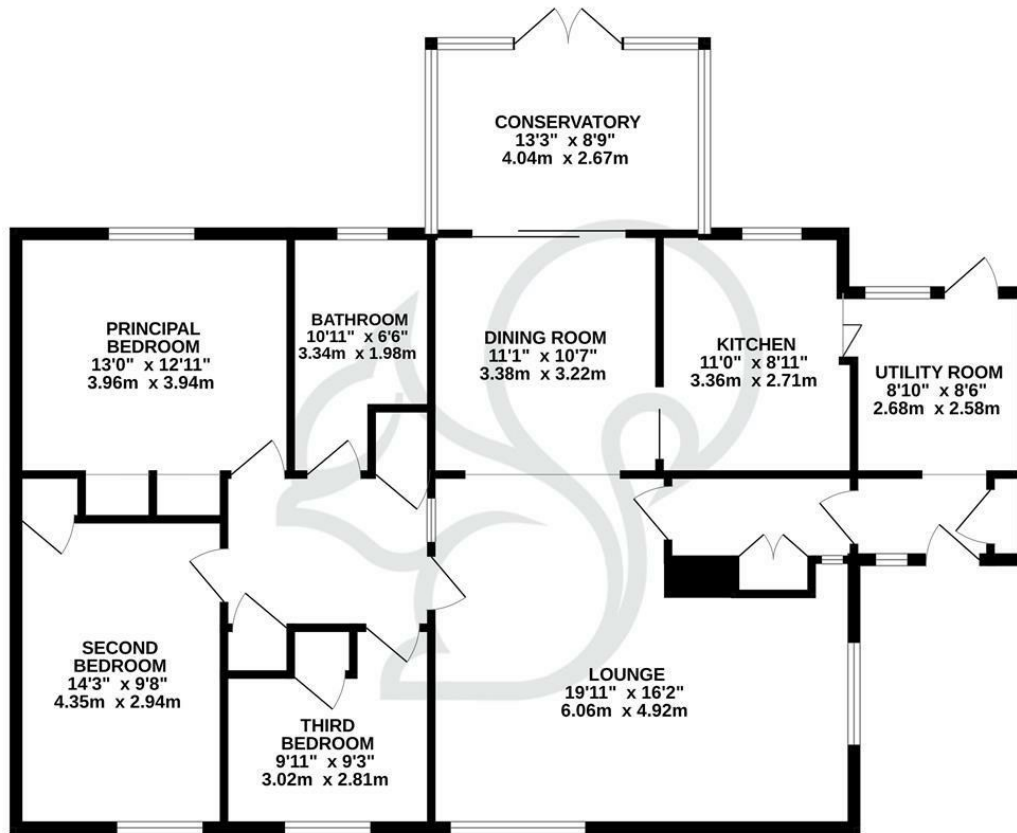 CONSERVATORY
13'3" x 8'9"
4.04m x 2.67m
PRINCIPAL
BEDROOM
13'0" x 12'11"
3.96m x 3.94m
BATHROOM
10'11" x 6'6"
3.34m x 1.98m
DINING ROOM
11'1" x 10'7"
3.38m x 3.22m
KITCHEN
11'0" x 8'11"
3.36m x 2.71m
UTILITY ROOM
8'10" x 8'6"
2.68m x 2.58m
SECOND
BEDROOM
14'3" x 9'8"
4.35m x 2.94m
THIRD
BEDROOM
9'11" x 9'3"
3.02m x 2.81m
LOUNGE
19'11" x 16'2"
6.06m x 4.92m